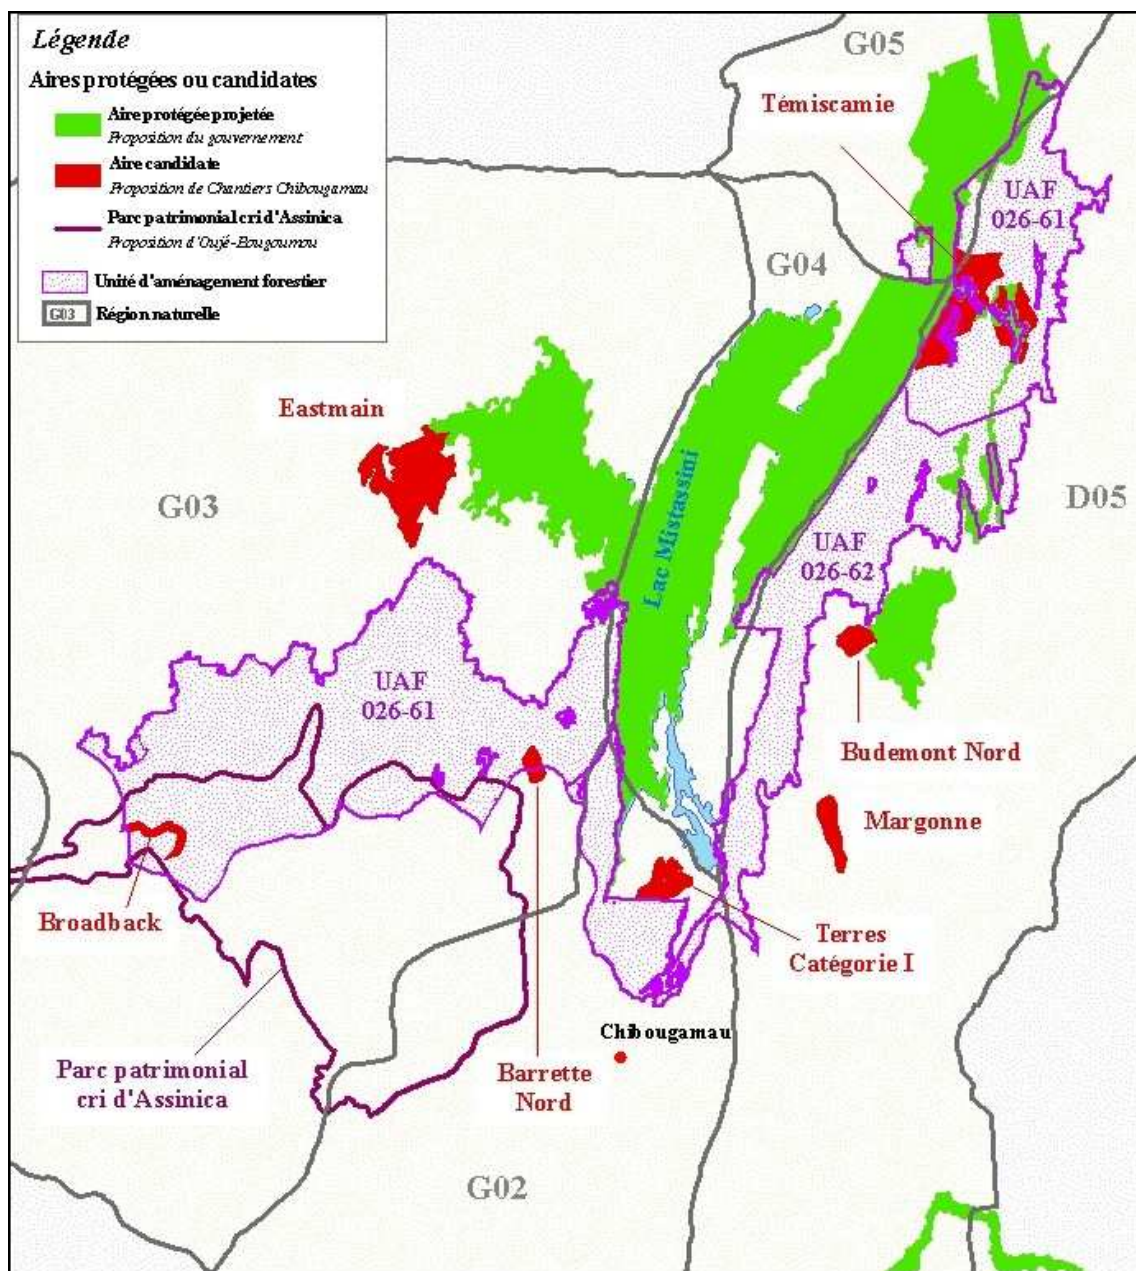 Légende
Aires protégées ou candidates
Aire protégée projetée
Proposition du gouvernement
Aire candidate
Proposition de Chantiers Chibougamau
Parc patrimonial cri d'Assinica
Proposition d'Oujé-Bougoumou
Unité d'aménagement forestier
G03 Région naturelle
G05
Témiscamie
UAF
026-61
G04
Eastmain
G03
Lac Mistassini
D05
UAF
026-62
UAF
026-61
Budemont Nord
Margonne
Broadback
Terres
Catégorie I
Chibougamau
Parc patrimonial
cri d'Assinica
Barrette
Nord
G02